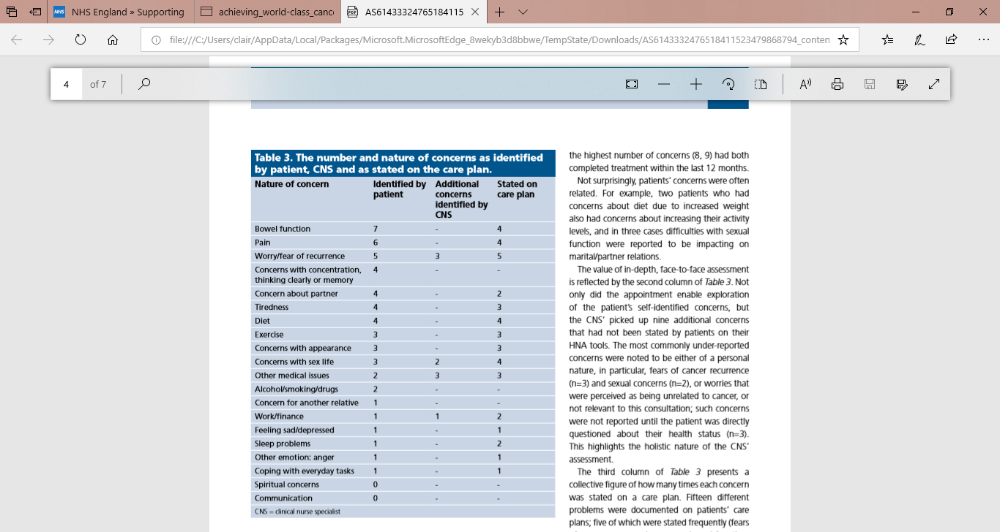 NHS England » Supporting
achieving_world-class_canc
AS61433324765184115
file:///C:/Users/clair/AppData/Local/Packages/Microsoft.MicrosoftEdge_8wekyb3d8bbwe/TempState/Downloads/AS614333247651841152347986 8794_conten
4 of 7
Table 3. The number and nature of concerns as identified
by patient, CNS and as stated on the care plan.
Nature of concern Identified by Additional Stated on
patient concerns care plan
identified by
CNS
Bowel function 7 - 4
Pain 6 - 4
Worry/fear of recurrence 5 3 5
Concerns with concentration, 4 - -
thinking clearly or memory
Concern about partner 4 - 2
Tiredness 4 - 3
Diet 4 - 4
Exercise 3 - 3
Concerns with appearance 3 - 3
Concerns with sex life 3 2 4
Other medical issues 2 3 3
Alcohol/smoking/drugs 2 - -
Concern for another relative 1 - -
Work/finance 1 1 2
Feeling sad/depressed 1 - 1
Sleep problems 1 - 2
Other emotion: anger 1 - 1
Coping with everyday tasks 1 - 1
Spiritual concerns 0 - -
Communication 0 - -
CNS = clinical nurse specialist
the highest number of concerns (8, 9) had both
completed treatment within the last 12 months.
Not surprisingly, patients' concerns were often
related. For example, two patients who had
concerns about diet due to increased weight
also had concerns about increasing their activity
levels, and in three cases difficulties with sexual
function were reported to be impacting on
marital/partner relations.
The value of in-depth, face-to-face assessment
is reflected by the second column of Table 3. Not
only did the appointment enable exploration
of the patient's self-identified concerns, but
the CNS' picked up nine additional concerns
that had not been stated by patients on their
HNA tools. The most commonly under-reported
concerns were noted to be either of a personal
nature, in particular, fears of cancer recurrence
(n=3) and sexual concerns (n=2), or worries that
were perceived as being unrelated to cancer, or
not relevant to this consultation; such concerns
were not reported until the patient was directly
questioned about their health status (n=3).
This highlights the holistic nature of the CNS'
assessment.
The third column of Table 3 presents a
collective figure of how many times each concern
was stated on a care plan. Fifteen different
problems were documented on patients' care
plans; five of which were stated frequently (fears